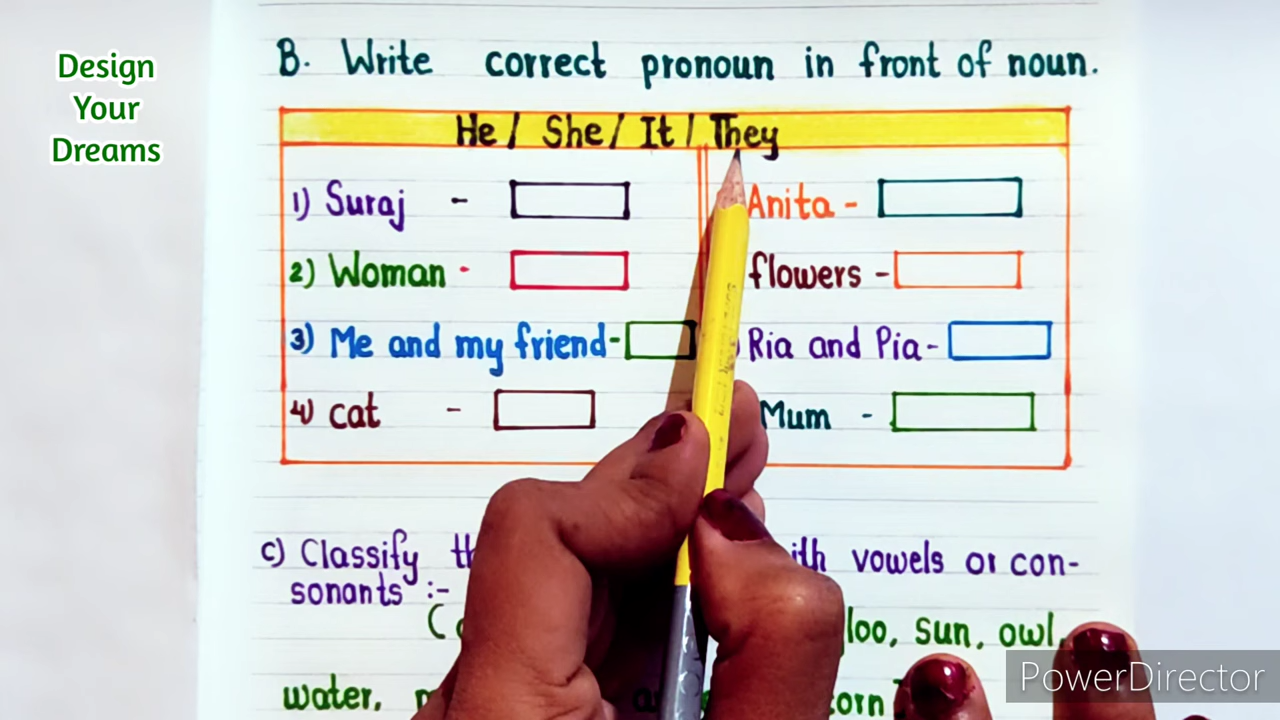 Design
Your
Dreams
B. Write correct pronoun in front of noun.
He / She / It / They
1) Suraj - Anita -
2) Woman - flowers -
3) Me and my friend- Ria and Pia-
4) cat - Mum -
c) Classify vowels or con-
sonants :-
sun, owl,
water,
PowerDirector